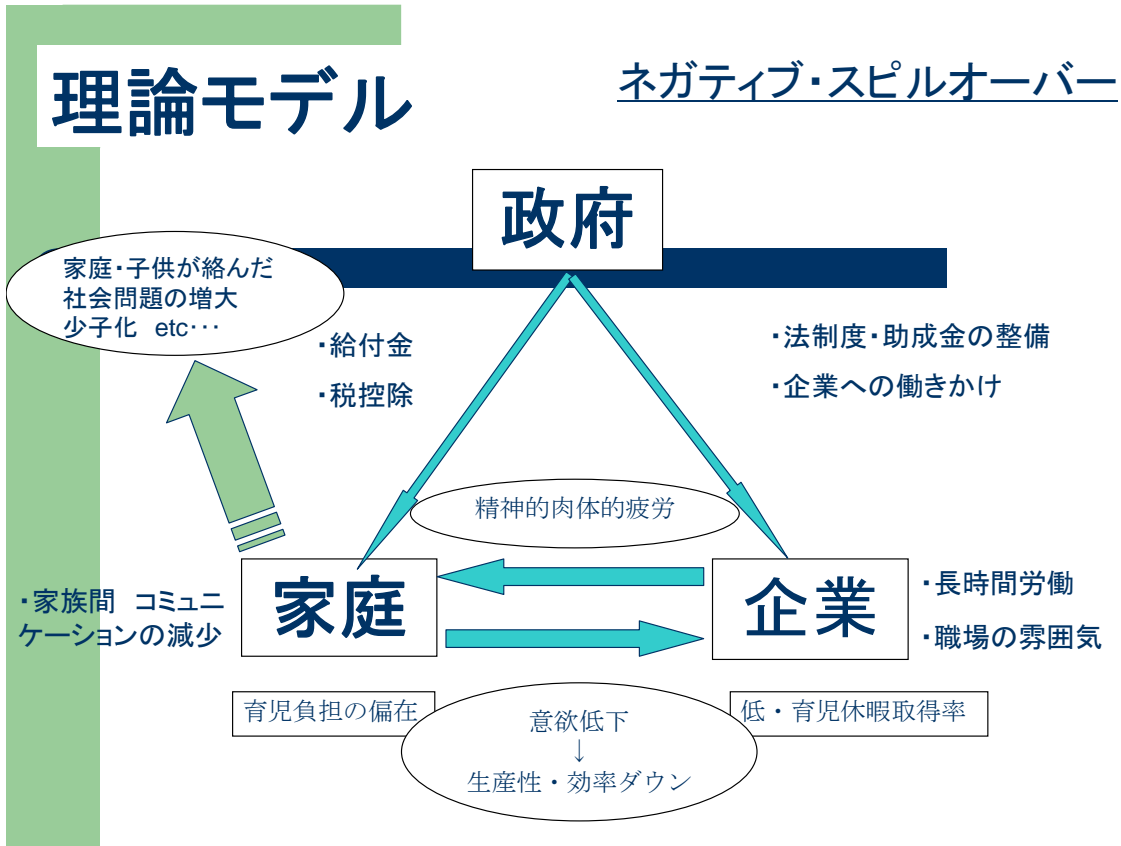 理論モデル
ネガティブ・スピルオーバー
政府
家庭・子供が絡んだ
社会問題の増大
少子化 etc・・・
・給付金
・税控除
・法制度・助成金の整備
・企業への働きかけ
精神的肉体的疲労
家庭
企業
・家族間 コミュニ
ケーションの減少
・長時間労働
・職場の雰囲気
育児負担の偏在
意欲低下
↓
生産性・効率ダウン
低・育児休暇取得率